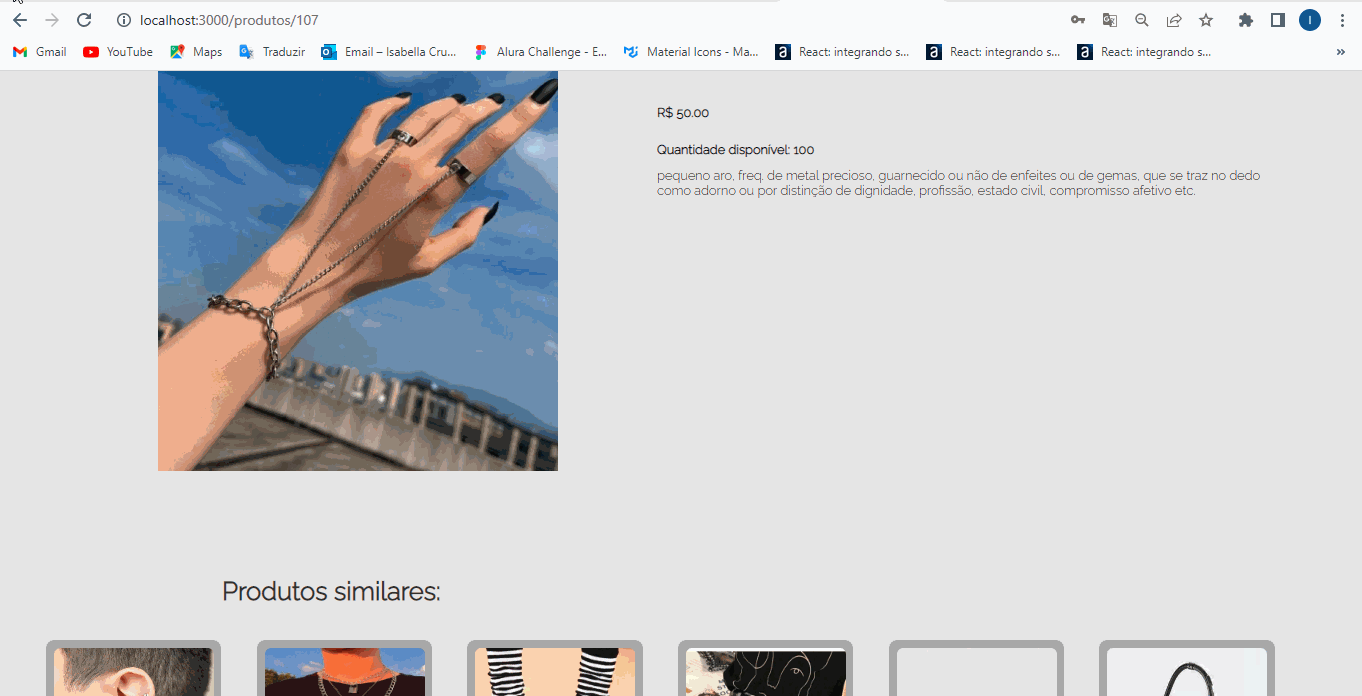 localhost:3000/produtos/107
I
Gmail
YouTube
Maps
Traduzir
Email – Isabella Cru...
Alura Challenge - E...
Material Icons - Ma...
React: integrando s...
React: integrando s...
React: integrando s...
»
R$ 50.00
Quantidade disponível: 100
pequeno aro, freq. de metal precioso, guarnecido ou não de enfeites ou de gemas, que se traz no dedo
como adorno ou por distinção de dignidade, profissão, estado civil, compromisso afetivo etc.
Produtos similares: